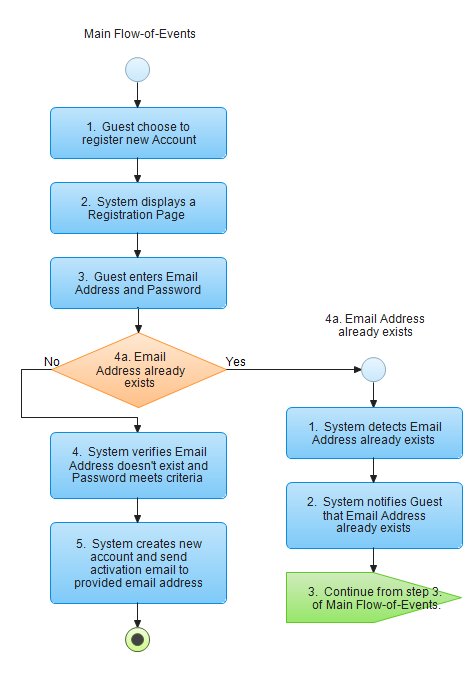 Main Flow-of-Events
1. Guest choose to
register new Account
2. System displays a
Registration Page
3. Guest enters Email
Address and Password
4a. Email Address
already exists
No
4a. Email
Address already
exists
Yes
4. System verifies Email
Address doesn't exist and
Password meets criteria
5. System creates new
account and send
activation email to
provided email address
1. System detects Email
Address already exists
2. System notifies Guest
that Email Address
already exists
3. Continue from step 3.
of Main Flow-of-Events.